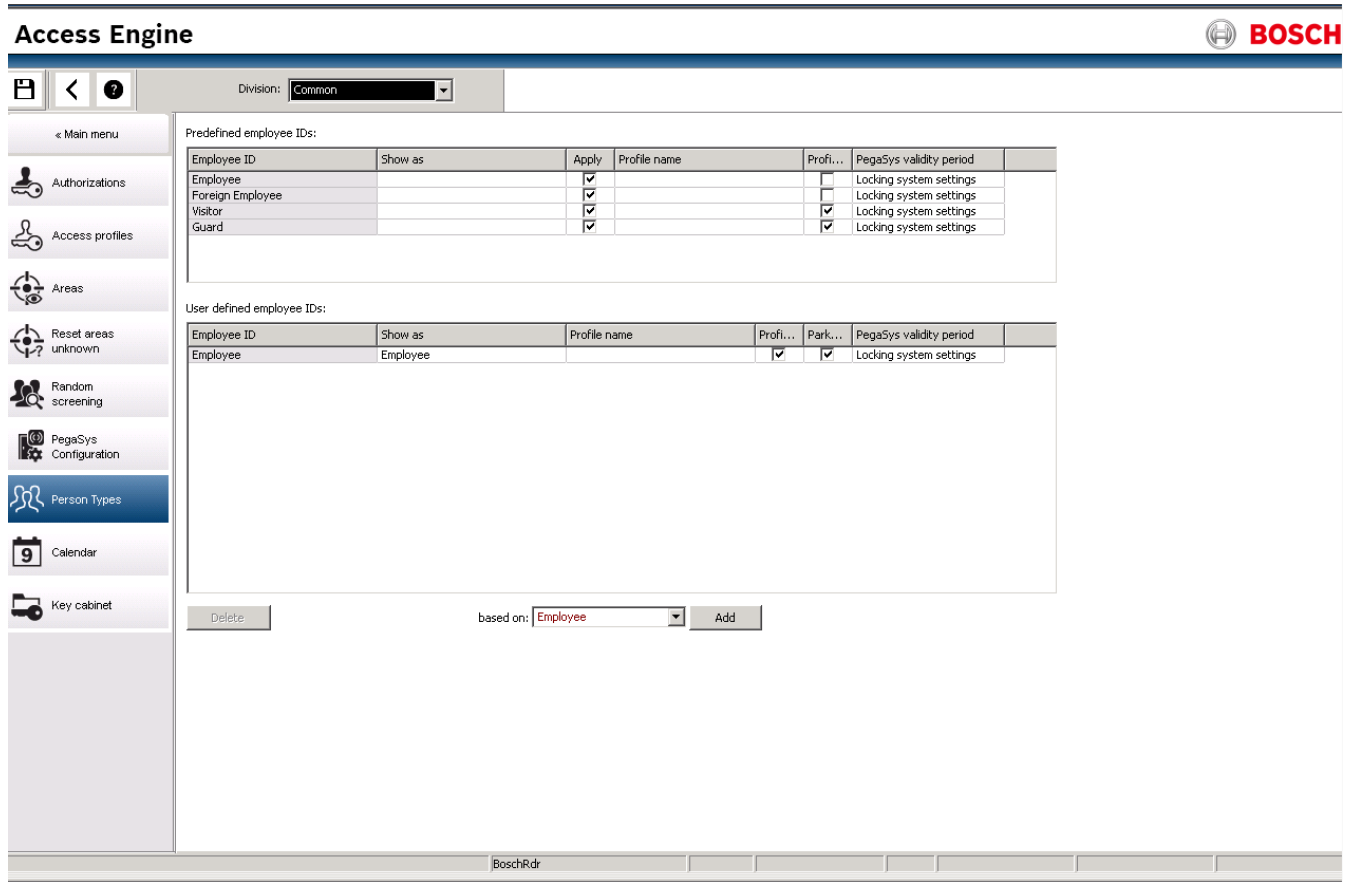 Access Engine
BOSCH
Division: Common
« Main menu
Authorizations
Access profiles
Areas
Reset areas
unknown
Random
screening
PegaSys
Configuration
Person Types
9
Calendar
Key cabinet
Predefined employee IDs:
Employee ID Show as Apply Profile name Profi... PegaSys validity period
Employee Locking system settings
Foreign Employee Locking system settings
Visitor Locking system settings
Guard Locking system settings
User defined employee IDs:
Employee ID Show as Profile name Profi... Park... PegaSys validity period
Employee Employee Locking system settings
Delete based on: Employee Add
BoschRdr